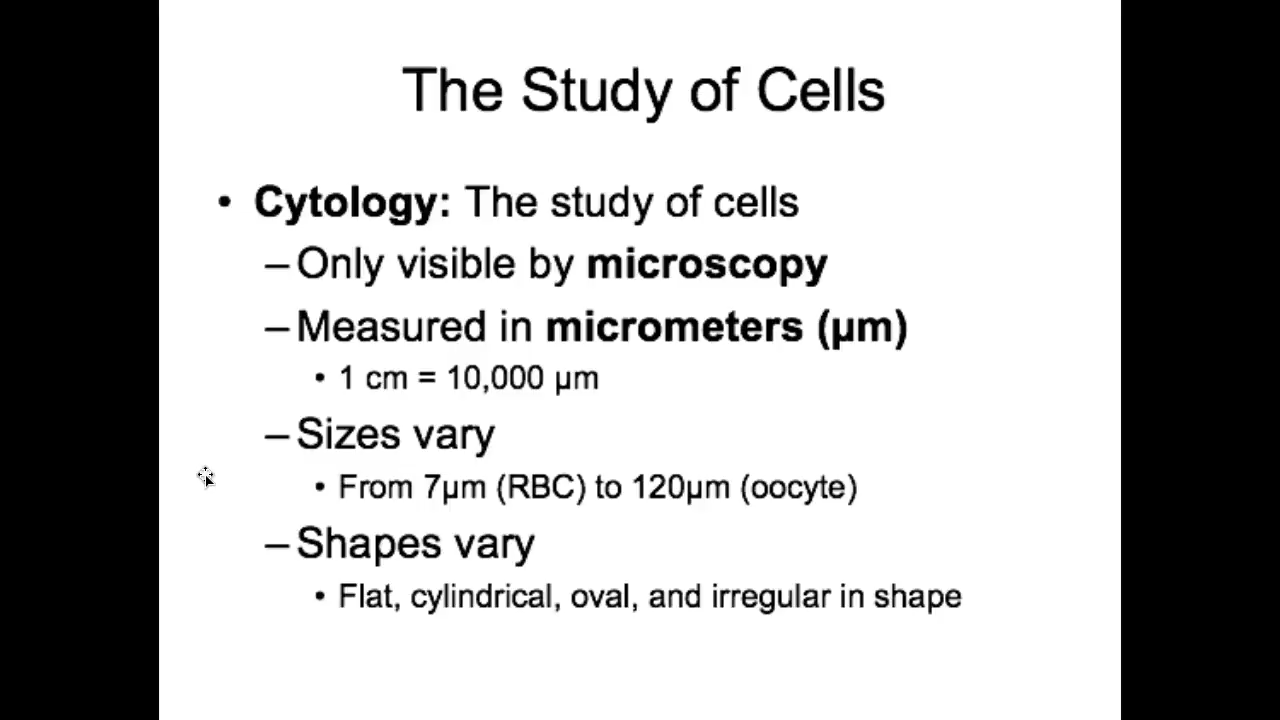 The Study of Cells
• Cytology: The study of cells
– Only visible by microscopy
– Measured in micrometers (µm)
• 1 cm = 10,000 µm
– Sizes vary
• From 7µm (RBC) to 120µm (oocyte)
– Shapes vary
• Flat, cylindrical, oval, and irregular in shape